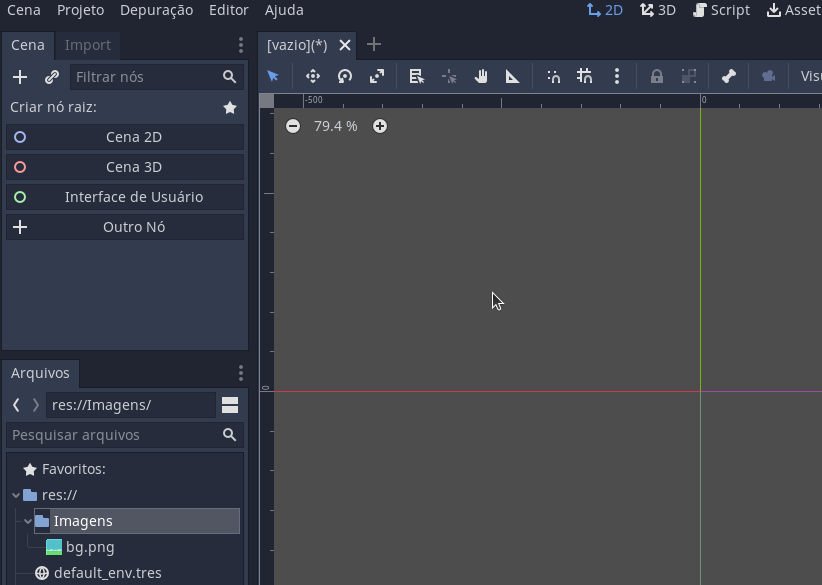 Cena Projeto Depuração Editor Ajuda 2D 3D Script Asset
Cena Import [vazio](*)
Filtrar nós
Criar nó raiz:
Cena 2D
Cena 3D
Interface de Usuário
Outro Nó
-500 0
79.4 %
0
Arquivos
res://Imagens/
Pesquisar arquivos
Favoritos:
res://
Imagens
bg.png
default_env.tres